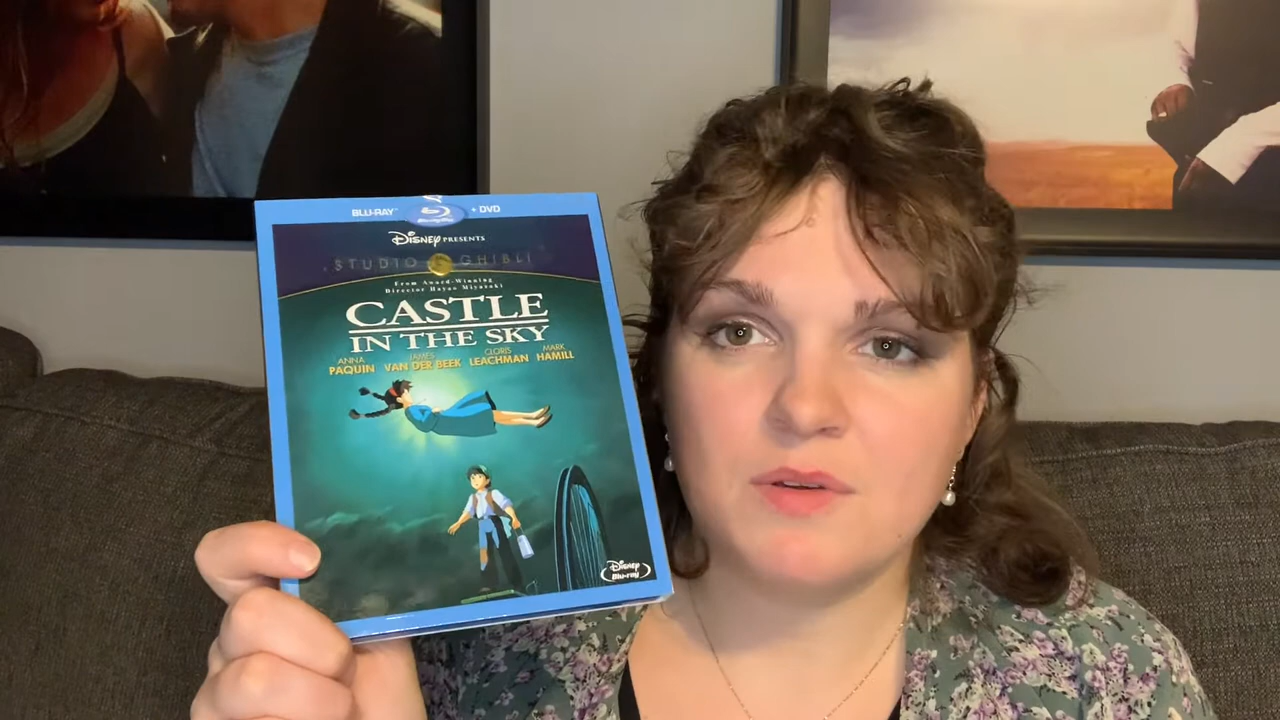 BLU-RAY + DVD
Disney PRESENTS
STUDIO GHIBLI
From Award-Winning
Director Hayao Miyazaki
CASTLE
IN THE SKY
ANNA PAQUIN JAMES VAN DER BEEK CLORIS LEACHMAN MARK HAMILL
Disney
Blu-ray